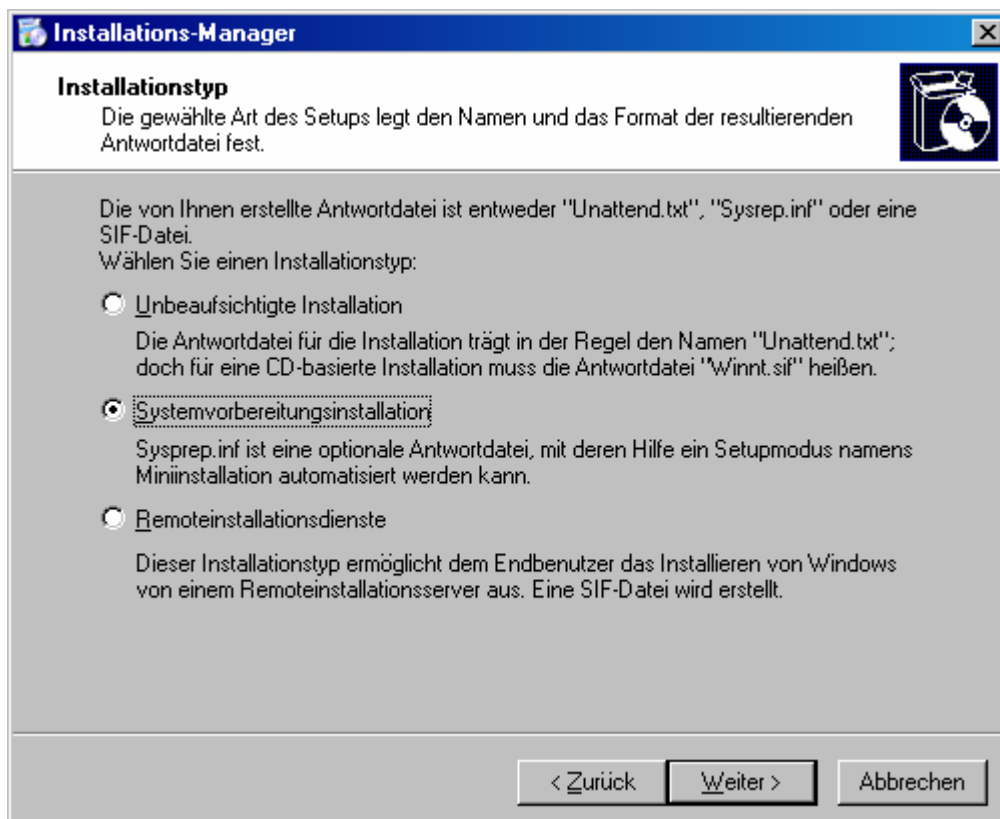 Installations-Manager
Installationstyp
Die gewählte Art des Setups legt den Namen und das Format der resultierenden
Antwortdatei fest.
Die von Ihnen erstellte Antwortdatei ist entweder "Unattend.txt", "Sysrep.inf" oder eine
SIF-Datei.
Wählen Sie einen Installationstyp:
Unbeaufsichtigte Installation
Die Antwortdatei für die Installation trägt in der Regel den Namen "Unattend.txt";
doch für eine CD-basierte Installation muss die Antwortdatei "Winnt.sif" heißen.
Systemvorbereitungsinstallation
Sysprep.inf ist eine optionale Antwortdatei, mit deren Hilfe ein Setupmodus namens
Miniinstallation automatisiert werden kann.
Remoteinstallationsdienste
Dieser Installationstyp ermöglicht dem Endbenutzer das Installieren von Windows
von einem Remoteinstallationsserver aus. Eine SIF-Datei wird erstellt.
< Zurück Weiter > Abbrechen